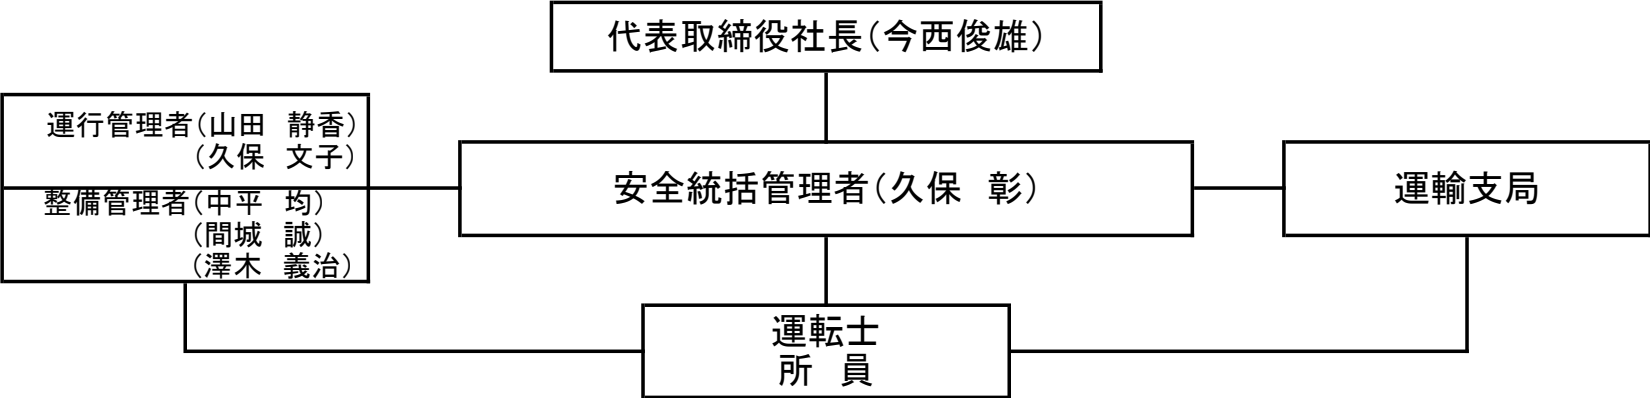 代表取締役社長(今西俊雄)
運行管理者(山田　静香)
(久保　文子)
整備管理者(中平　均)
(間城　誠)
(澤木　義治)
安全統括管理者(久保　彰)
運輸支局
運転士
所　員